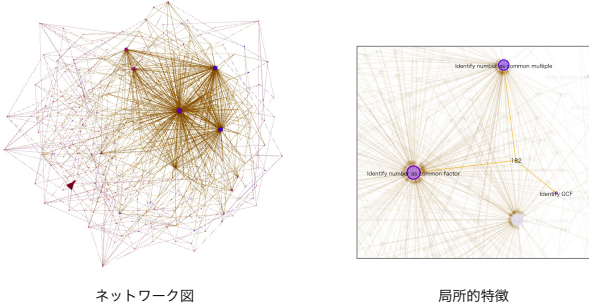 Identify number as common multiple
182
Identify number as common factor
Identify GCF
ネットワーク図
局所的特徴